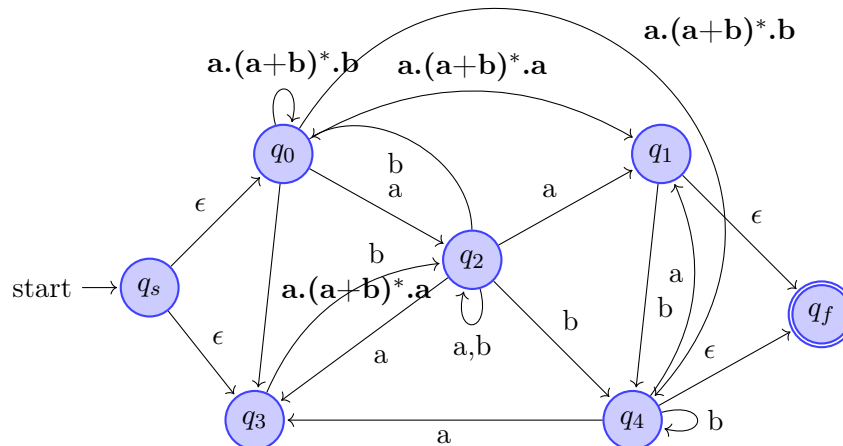 a.(a+b)*.b
a.(a+b)*.b
a.(a+b)*.a
q0
q1
b
a
a
ϵ
ϵ
b
q2
a
start
qs
a.(a+b)*.a
b
b
qf
ϵ
a,b
a
ϵ
q3
q4
b
a